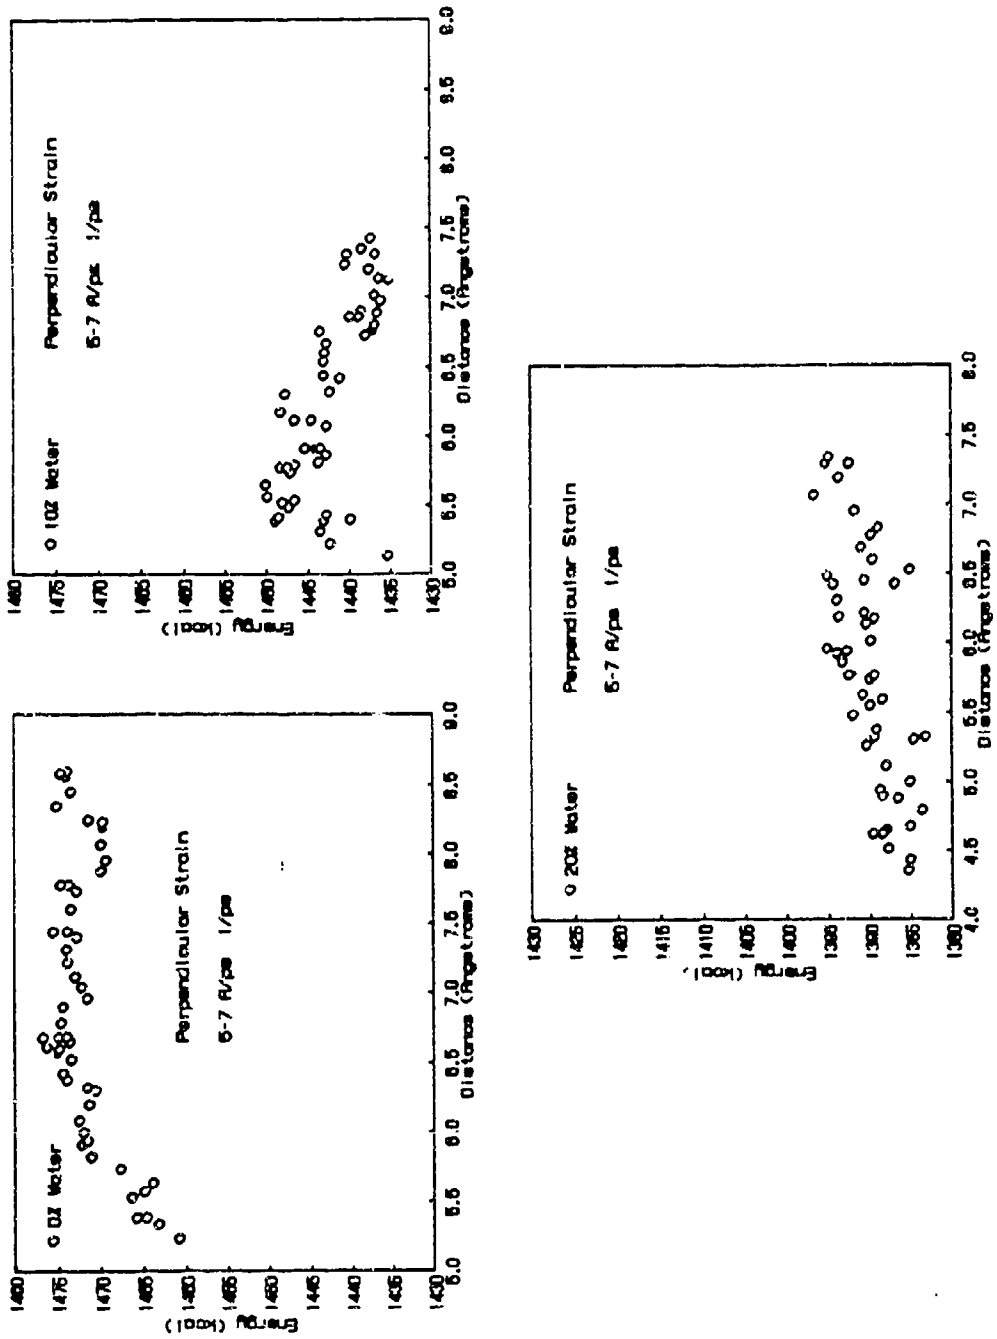 1480
1475
1470
1465
1460
1455
1450
1445
1440
1435
1430
Energy (kcal)
O 0% Water
Perpendicular Strain
5-7 A/ps 1/ps
5.0 5.5 6.0 6.5 7.0 7.5 8.0 8.5 9.0
Distance (Angstroms)
1480
1475
1470
1465
1460
1455
1450
1445
1440
1435
1430
Energy (kcal)
O 10% Water
Perpendicular Strain
5-7 A/ps 1/ps
5.0 5.5 6.0 6.5 7.0 7.5 8.0 8.5 9.0
Distance (Angstroms)
1430
1425
1420
1415
1410
1405
1400
1395
1390
1385
1380
Energy (kcal)
O 20% Water
Perpendicular Strain
5-7 A/ps 1/ps
4.0 4.5 5.0 5.5 6.0 6.5 7.0 7.5 8.0
Distance (Angstroms)